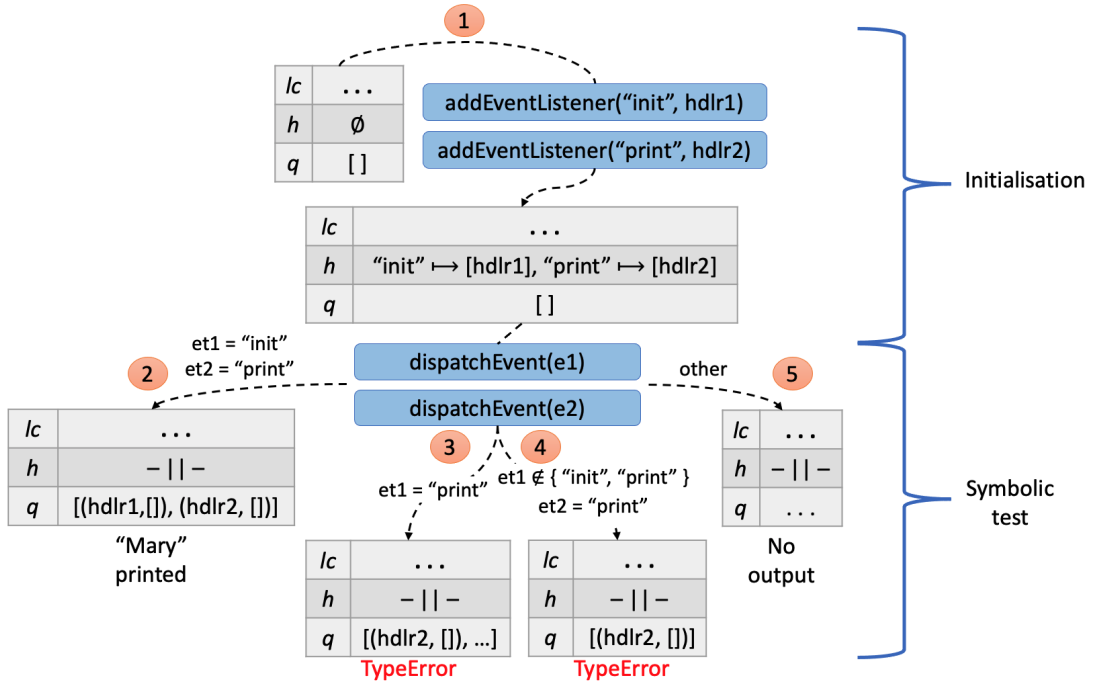 1
lc ...
h ∅
q [ ]
addEventListener(“init”, hdlr1)
addEventListener(“print”, hdlr2)
Initialisation
lc ...
h “init” ⟼ [hdlr1], “print” ⟼ [hdlr2]
q [ ]
et1 = “init”
et2 = “print”
2
dispatchEvent(e1)
dispatchEvent(e2)
other
5
lc ...
h – || –
q [(hdlr1,[]), (hdlr2, [])]
“Mary”
printed
3
4
et1 = “print”
et1 ∉ { “init”, “print” }
et2 = “print”
lc ...
h – || –
q ...
No
output
Symbolic
test
lc ...
h – || –
q [(hdlr2, []), ...]
TypeError
lc ...
h – || –
q [(hdlr2, [])]
TypeError